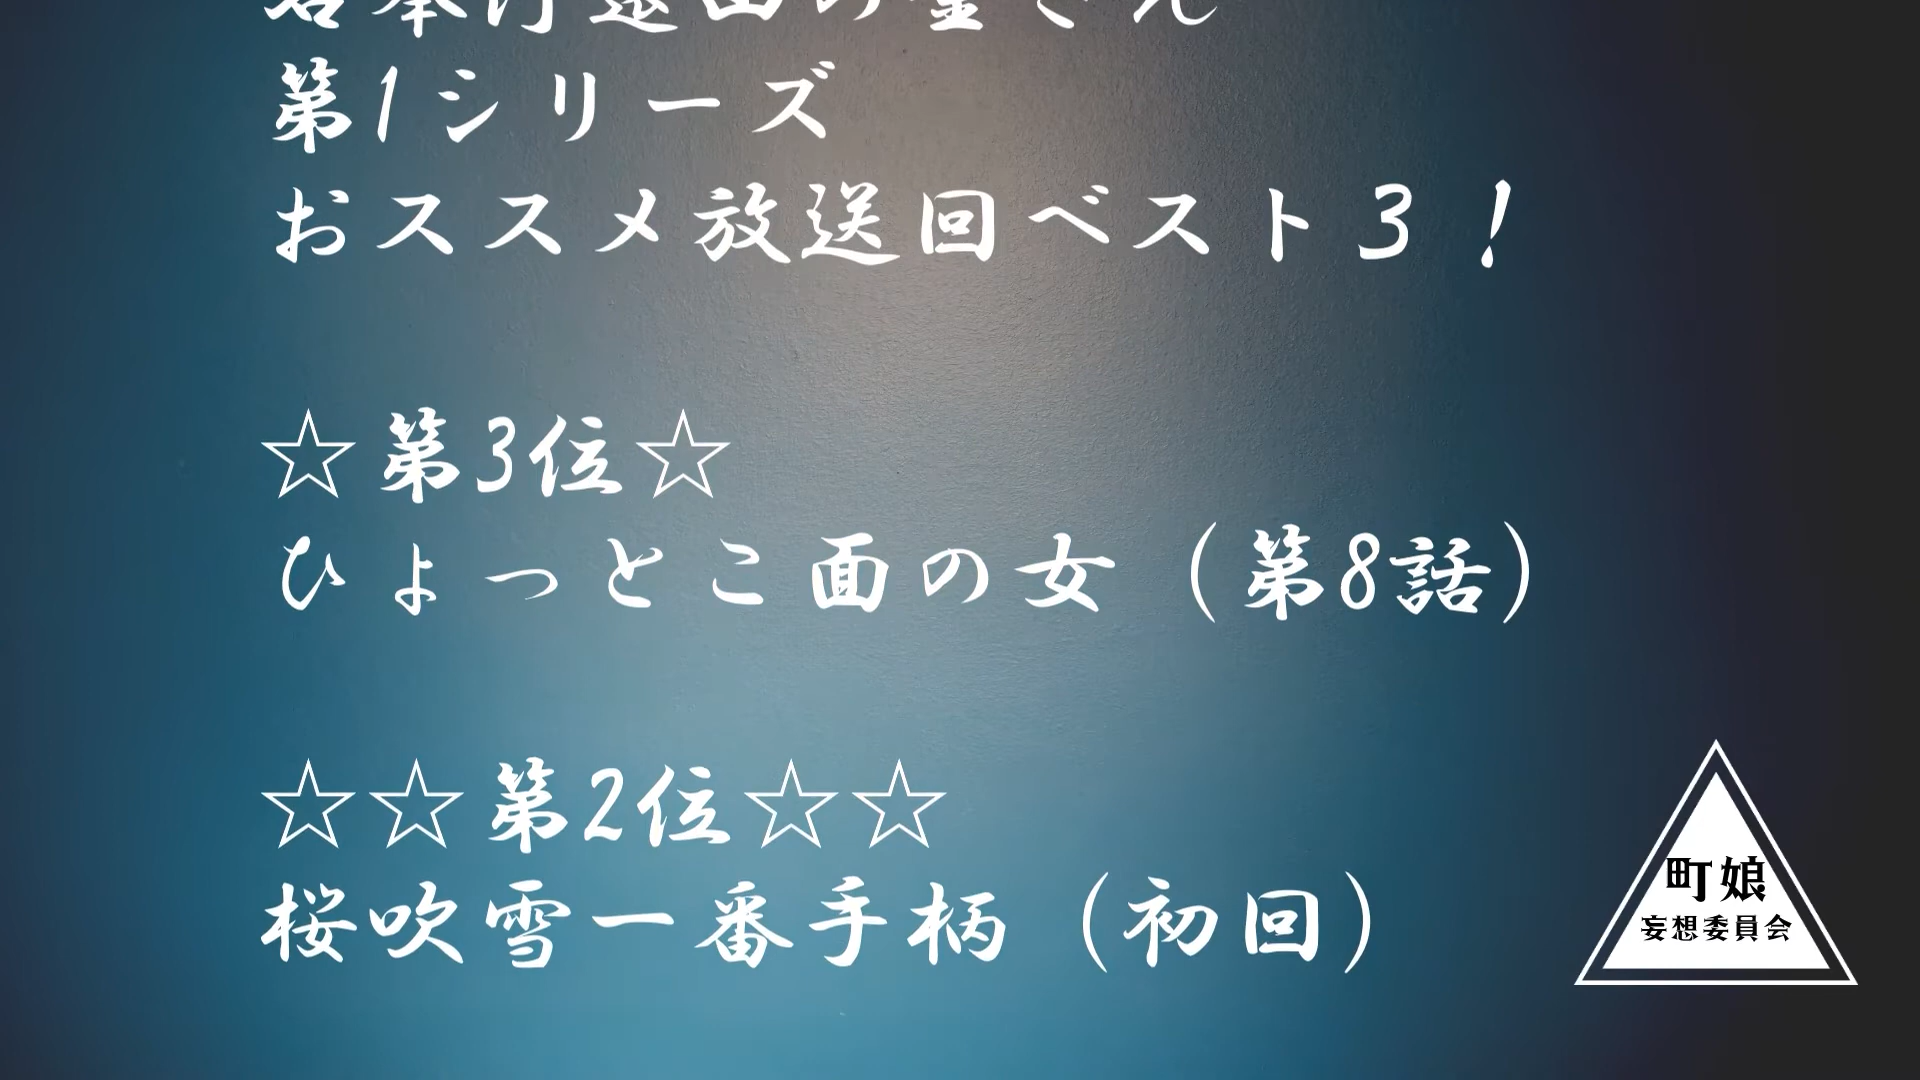 第1シリーズ
おススメ放送回ベスト３！
☆第3位☆
ひょっとこ面の女（第8話）
☆☆第2位☆☆
桜吹雪一番手柄（初回）
町娘
妄想委員会